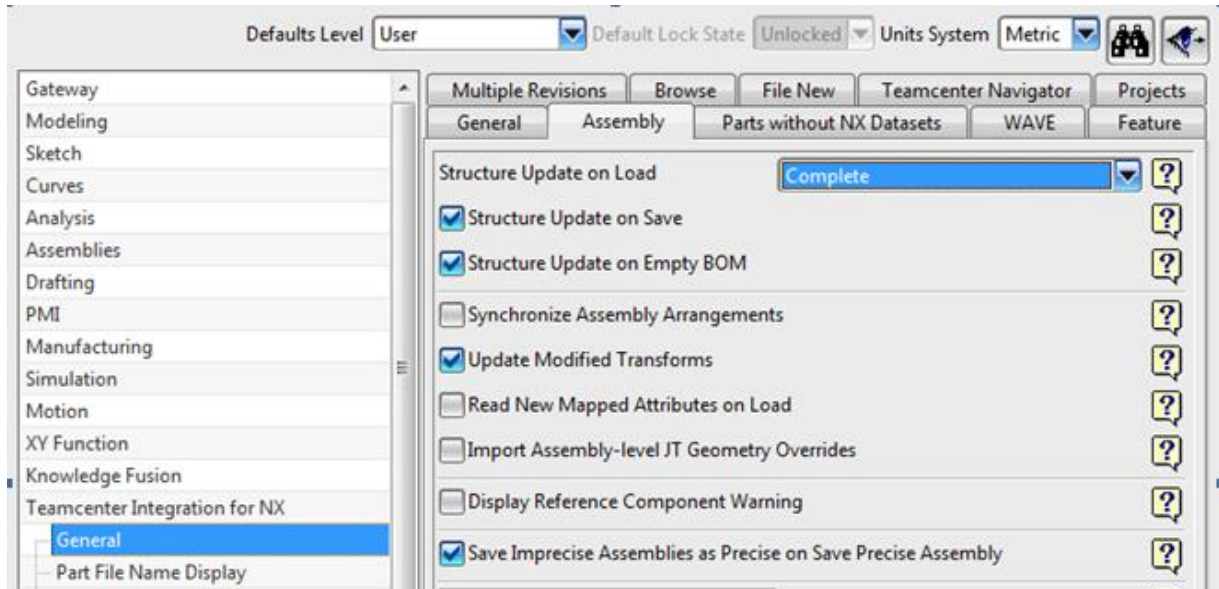 Defaults Level User Default Lock State Unlocked Units System Metric
Gateway
Modeling
Sketch
Curves
Analysis
Assemblies
Drafting
PMI
Manufacturing
Simulation
Motion
XY Function
Knowledge Fusion
Teamcenter Integration for NX
General
Part File Name Display
Multiple Revisions Browse File New Teamcenter Navigator Projects
General Assembly Parts without NX Datasets WAVE Feature
Structure Update on Load Complete ?
Structure Update on Save ?
Structure Update on Empty BOM ?
Synchronize Assembly Arrangements ?
Update Modified Transforms ?
Read New Mapped Attributes on Load ?
Import Assembly-level JT Geometry Overrides ?
Display Reference Component Warning ?
Save Imprecise Assemblies as Precise on Save Precise Assembly ?